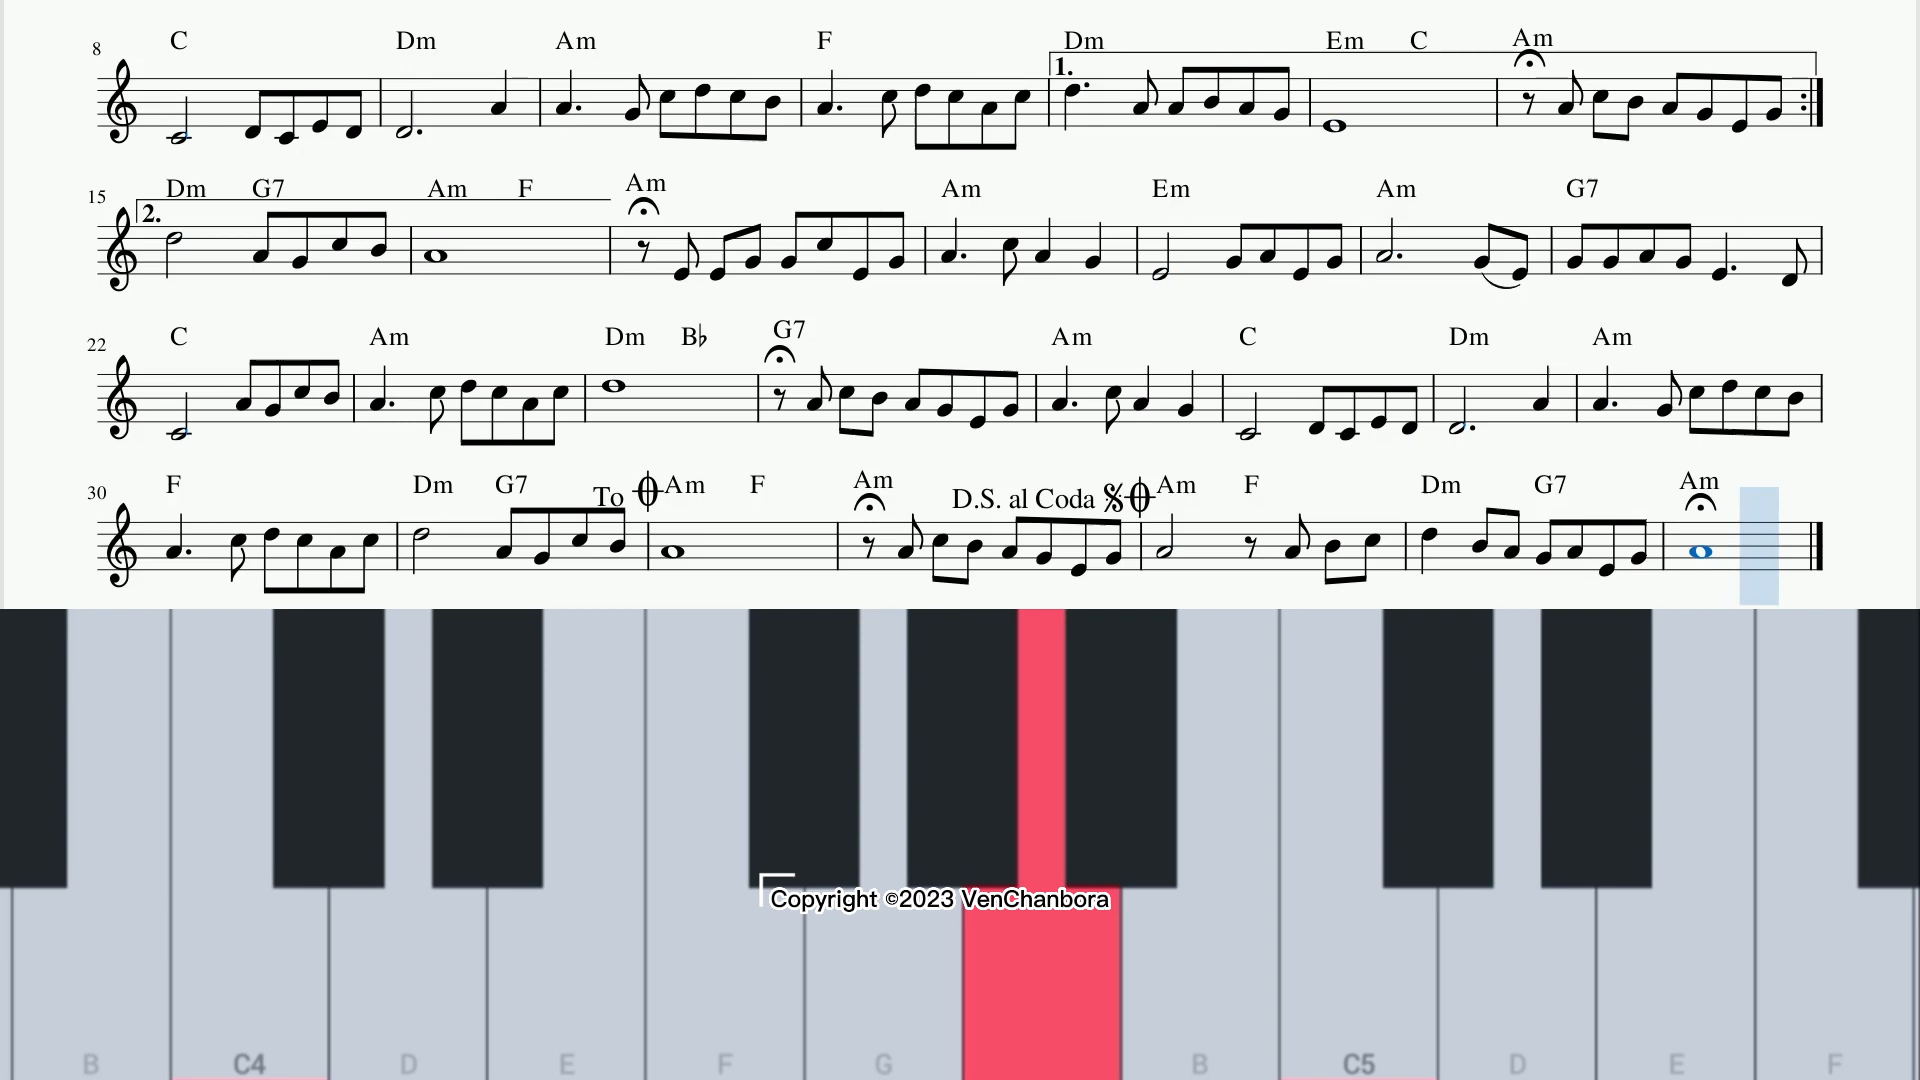 8 C Dm Am F Dm Em C Am
1.
15 Dm G7 Am F Am Am Em Am G7
2.
22 C Am Dm B♭ G7 Am C Dm Am
30 F Dm G7 To Am F Am D.S. al Coda Am F Dm G7 Am
Copyright ©2023 VenChanbora
B C4 D E F G B C5 D E F